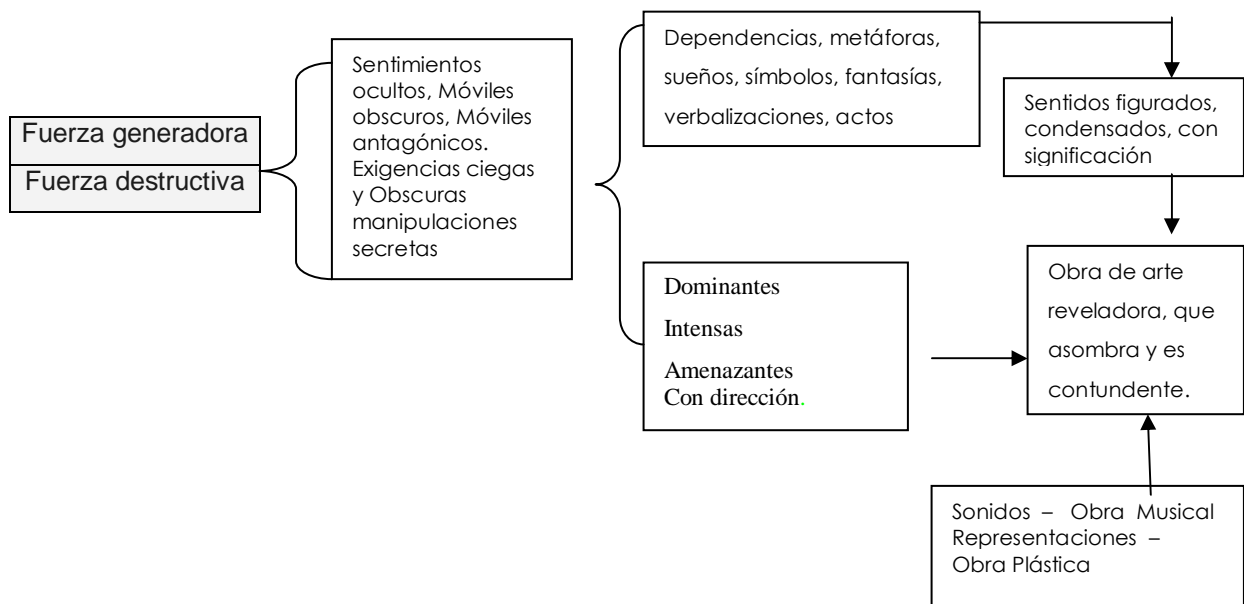 Fuerza generadora
Fuerza destructiva
Sentimientos
ocultos, Móviles
obscuros, Móviles
antagónicos.
Exigencias ciegas
y Obscuras
manipulaciones
secretas
Dependencias, metáforas,
sueños, símbolos, fantasías,
verbalizaciones, actos
Sentidos figurados,
condensados, con
significación
Dominantes
Intensas
Amenazantes
Con dirección.
Obra de arte
reveladora, que
asombra y es
contundente.
Sonidos – Obra Musical
Representaciones –
Obra Plástica